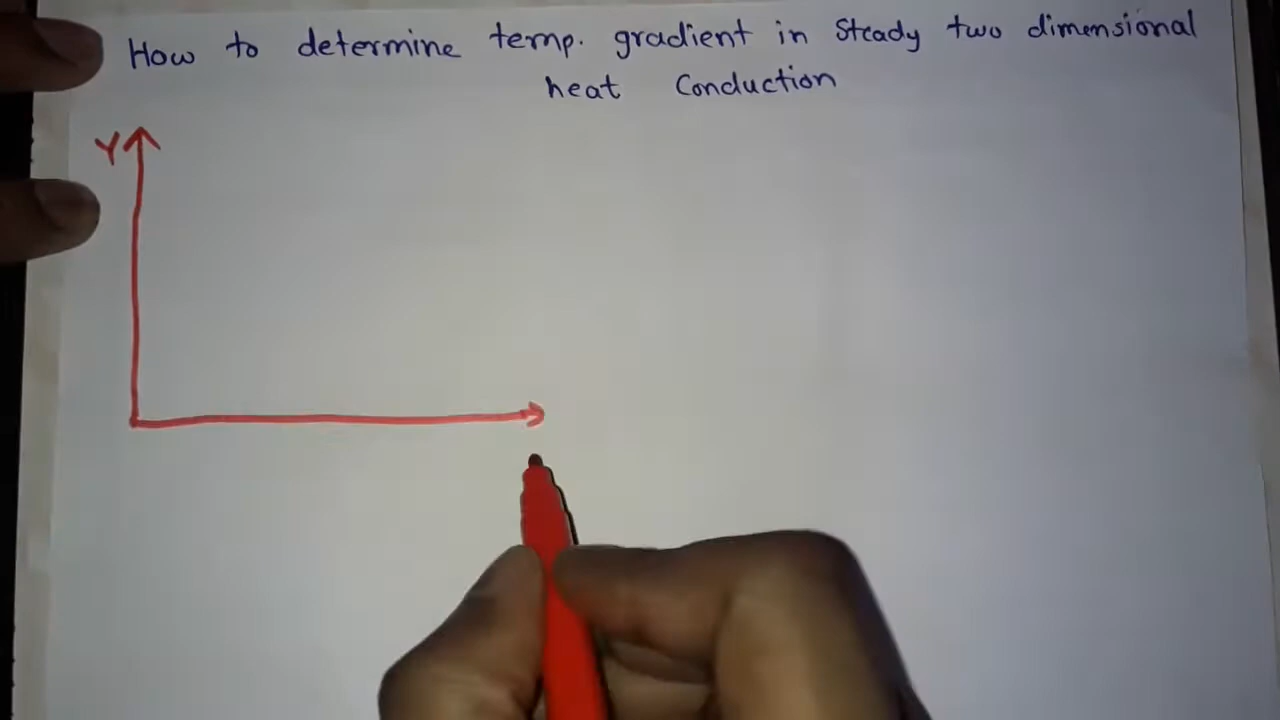 How to determine temp. gradient in Steady two dimensional
heat Conduction
Y